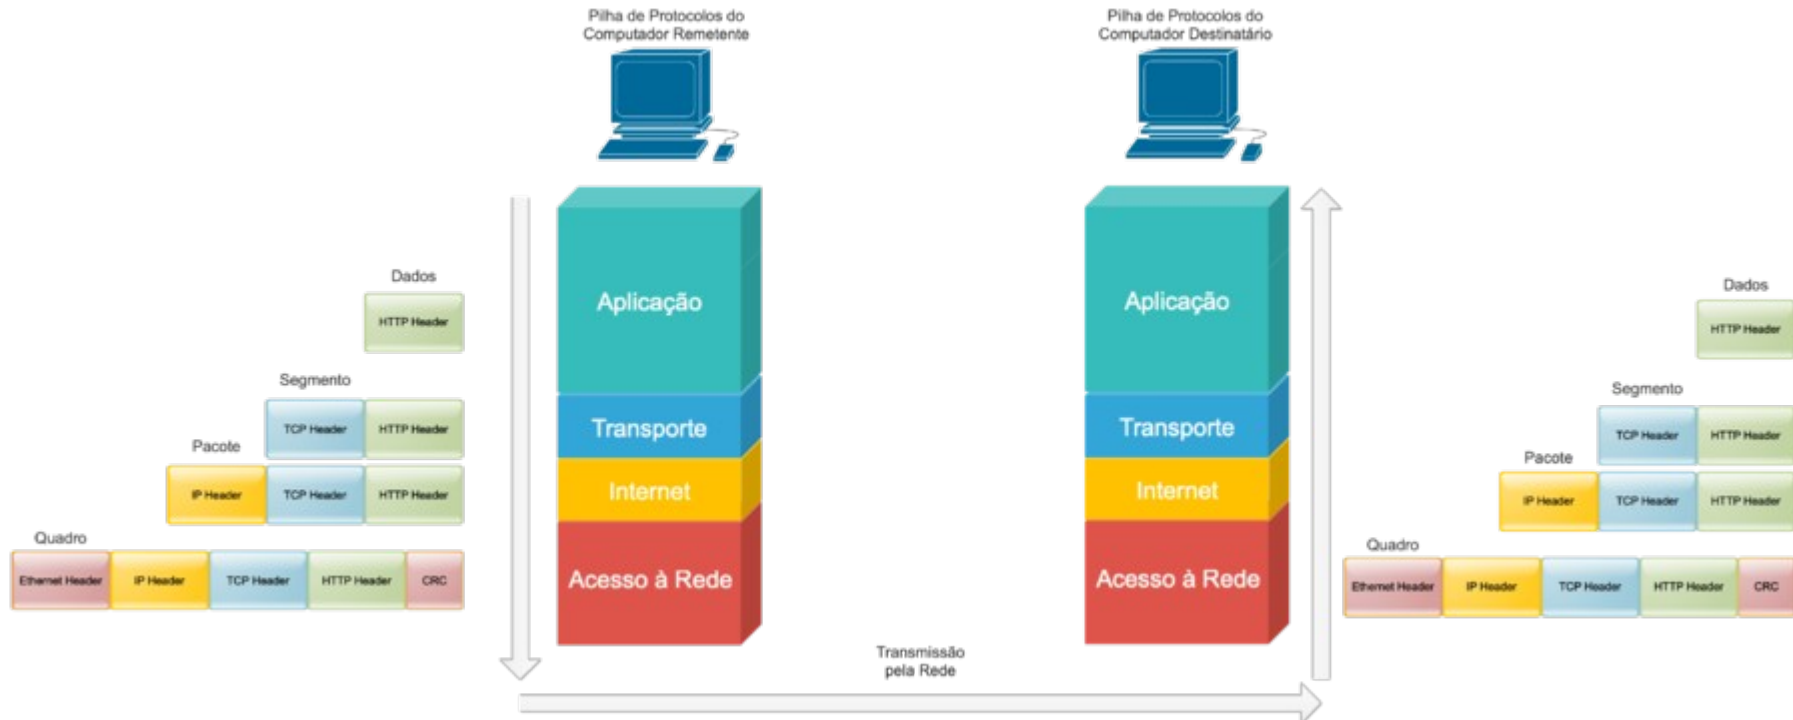 Pilha de Protocolos do
Computador Remetente
Pilha de Protocolos do
Computador Destinatário
Dados
HTTP Header
Segmento
TCP Header HTTP Header
Pacote
IP Header TCP Header HTTP Header
Quadro
Ethernet Header IP Header TCP Header HTTP Header CRC
Aplicação
Transporte
Internet
Acesso à Rede
Aplicação
Transporte
Internet
Acesso à Rede
Dados
HTTP Header
Segmento
TCP Header HTTP Header
Pacote
IP Header TCP Header HTTP Header
Quadro
Ethernet Header IP Header TCP Header HTTP Header CRC
Transmissão
pela Rede